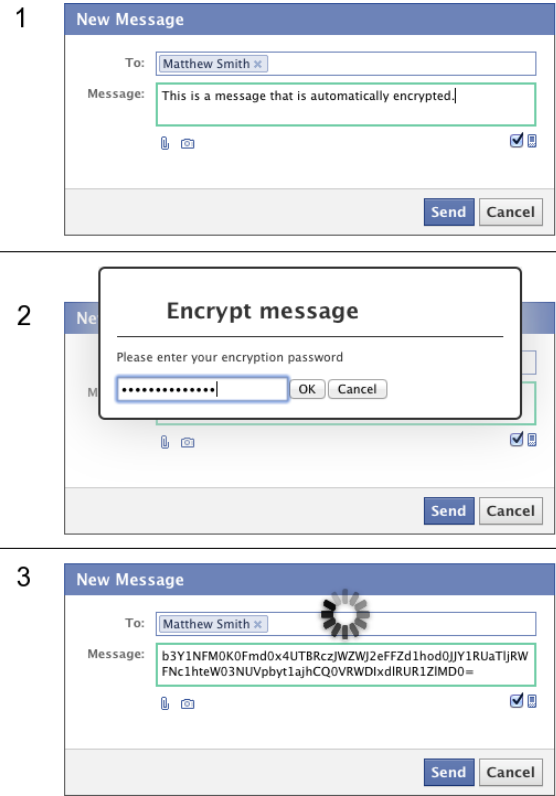 1
New Message
To: Matthew Smith ×
Message: This is a message that is automatically encrypted.
Send Cancel
2
Ne
Encrypt message
Please enter your encryption password
M
•••••••••••••• OK Cancel
Send Cancel
3
New Message
To: Matthew Smith ×
Message: b3Y1NFM0K0Fmd0x4UTBRczJWZWJ2eFFZd1hod0JJY1RUaTljRW
FNc1hteW03NUVpbyt1ajhCQ0VRWDIxdlRUR1ZlMD0=
Send Cancel